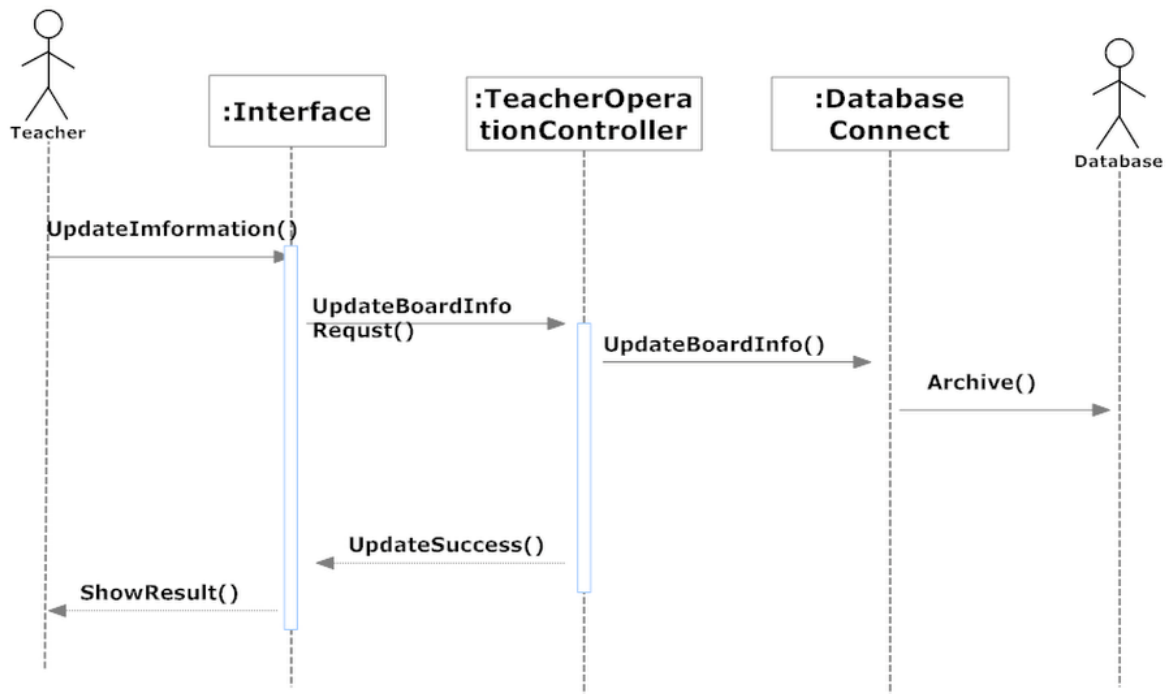 Teacher
:Interface
:TeacherOpera
tionController
:Database
Connect
Database
UpdateImformation()
UpdateBoardInfo
Requst()
UpdateBoardInfo()
Archive()
UpdateSuccess()
ShowResult()